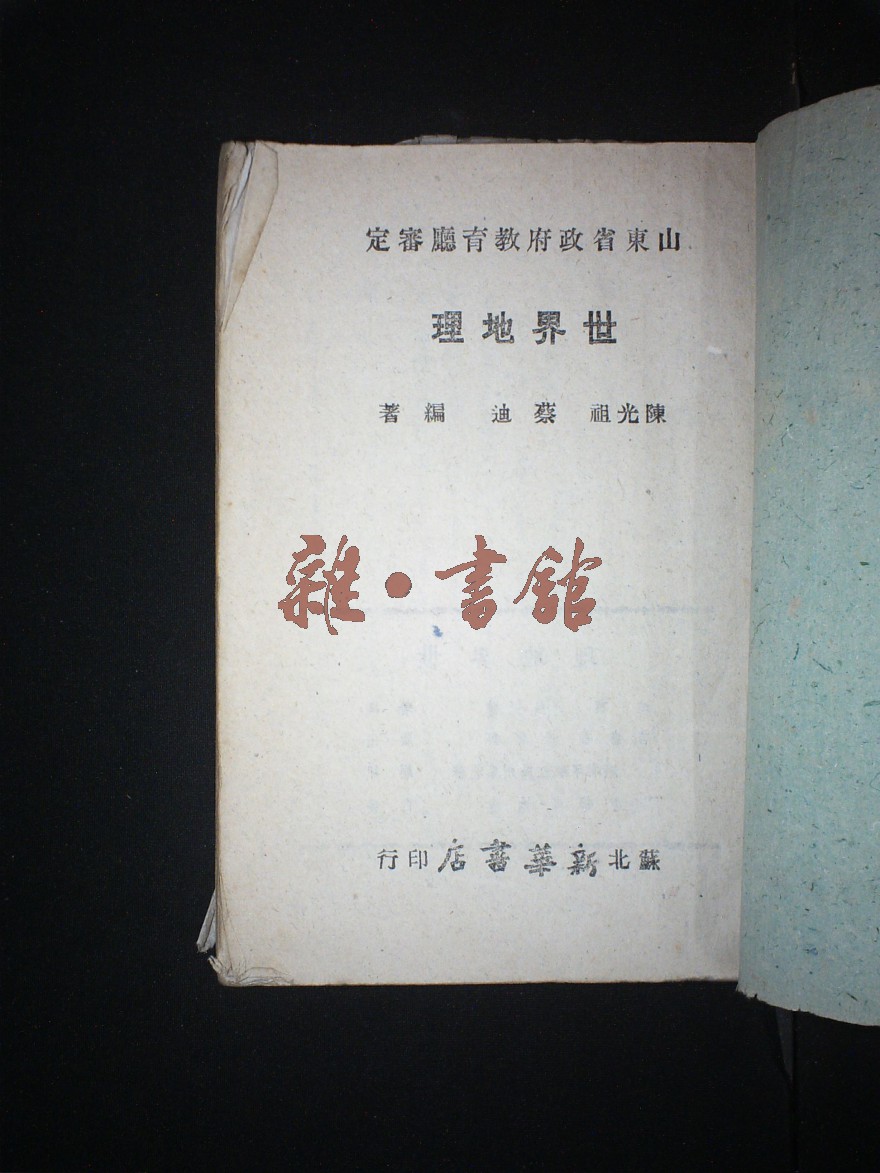 山東省政府教育廳審定
世界地理
陳光祖 蔡迪 編著
雜·書館
蘇北新華書店印行